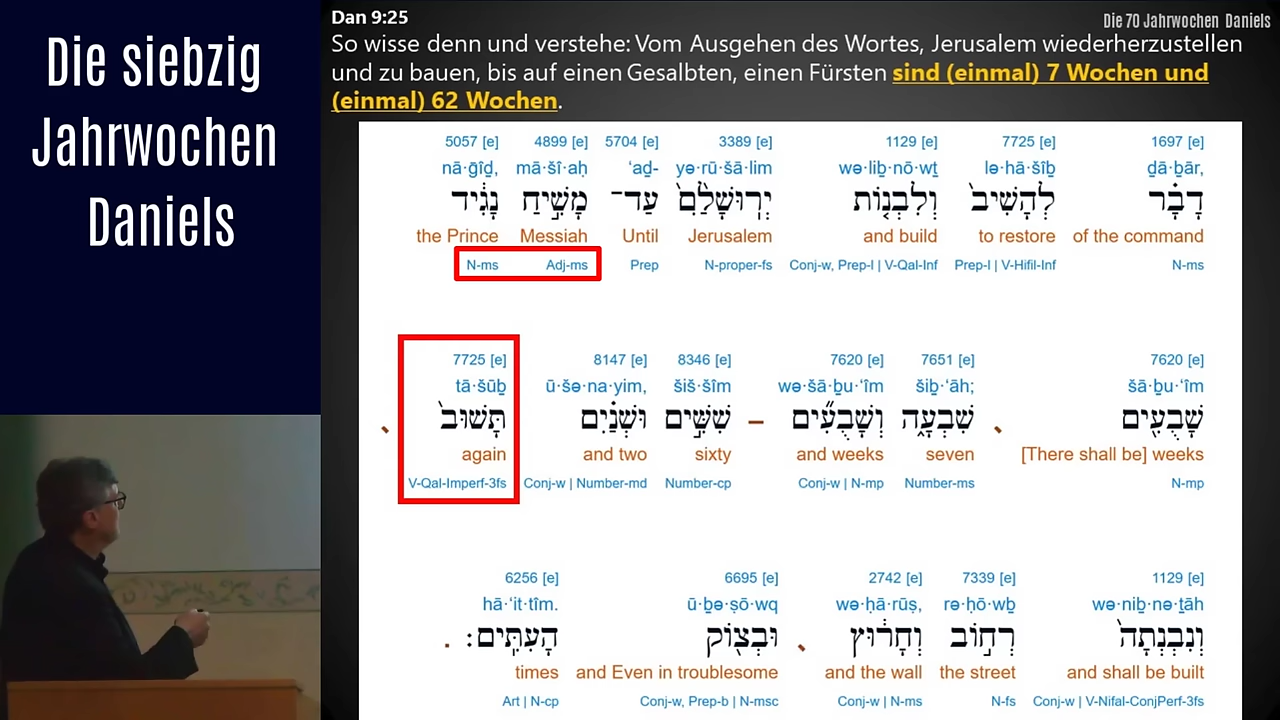 Die siebzig
Jahrwochen
Daniels
Dan 9:25
Die 70 Jahrwochen Daniels
So wisse denn und verstehe: Vom Ausgehen des Wortes, Jerusalem wiederherzustellen
und zu bauen, bis auf einen Gesalbten, einen Fürsten sind (einmal) 7 Wochen und
(einmal) 62 Wochen.
5057 [e] 4899 [e] 5704 [e] 3389 [e] 1129 [e] 7725 [e] 1697 [e]
nā·ḡîḏ, mā·šî·aḥ ‘aḏ- yə·rū·šā·lim wə·liḇ·nō·wṯ lə·hā·šîḇ ḏā·ḇār,
דָבָ֗ר לְהָשִׁיב֙ וְלִבְנ֤וֹת יְרֽוּשָׁלִַ֙ם֙ עַד־ מָשִׁ֣יחַ נָגִ֔יד
the Prince Messiah Until Jerusalem and build to restore of the command
N-ms Adj-ms Prep N-proper-fs Conj-w, Prep-l | V-Qal-Inf Prep-l | V-Hifil-Inf N-ms
7725 [e] 8147 [e] 8346 [e] 7620 [e] 7651 [e] 7620 [e]
tā·šūḇ ū·šə·na·yim, šiš·šîm wə·šā·ḇu·‘îm šiḇ·‘āh; šā·ḇu·‘îm
שָׁבֻעִ֖ים 、 שִׁבְעָ֑ה וְשָׁבֻעִ֞ים – שִׁשִּׁ֣ים וּשְׁנַ֗יִם תָּשׁוּב֙ 、
again and two sixty and weeks seven [There shall be] weeks
V-Qal-Imperf-3fs Conj-w | Number-md Number-cp Conj-w | N-mp Number-ms N-mp
6256 [e] 6695 [e] 2742 [e] 7339 [e] 1129 [e]
hā·‘it·tîm. ū·ḇə·ṣō·wq wə·ḥā·rūṣ, rə·ḥō·wḇ wə·niḇ·nə·ṯāh
וְנִבְנְתָה֙ רְח֣וֹב וְחָר֔וּץ 、 וּבְצ֖וֹק הָעִתִּֽים׃ .
times and Even in troublesome and the wall the street and shall be built
Art | N-cp Conj-w, Prep-b | N-msc Conj-w | N-ms N-fs Conj-w | V-Nifal-ConjPerf-3fs